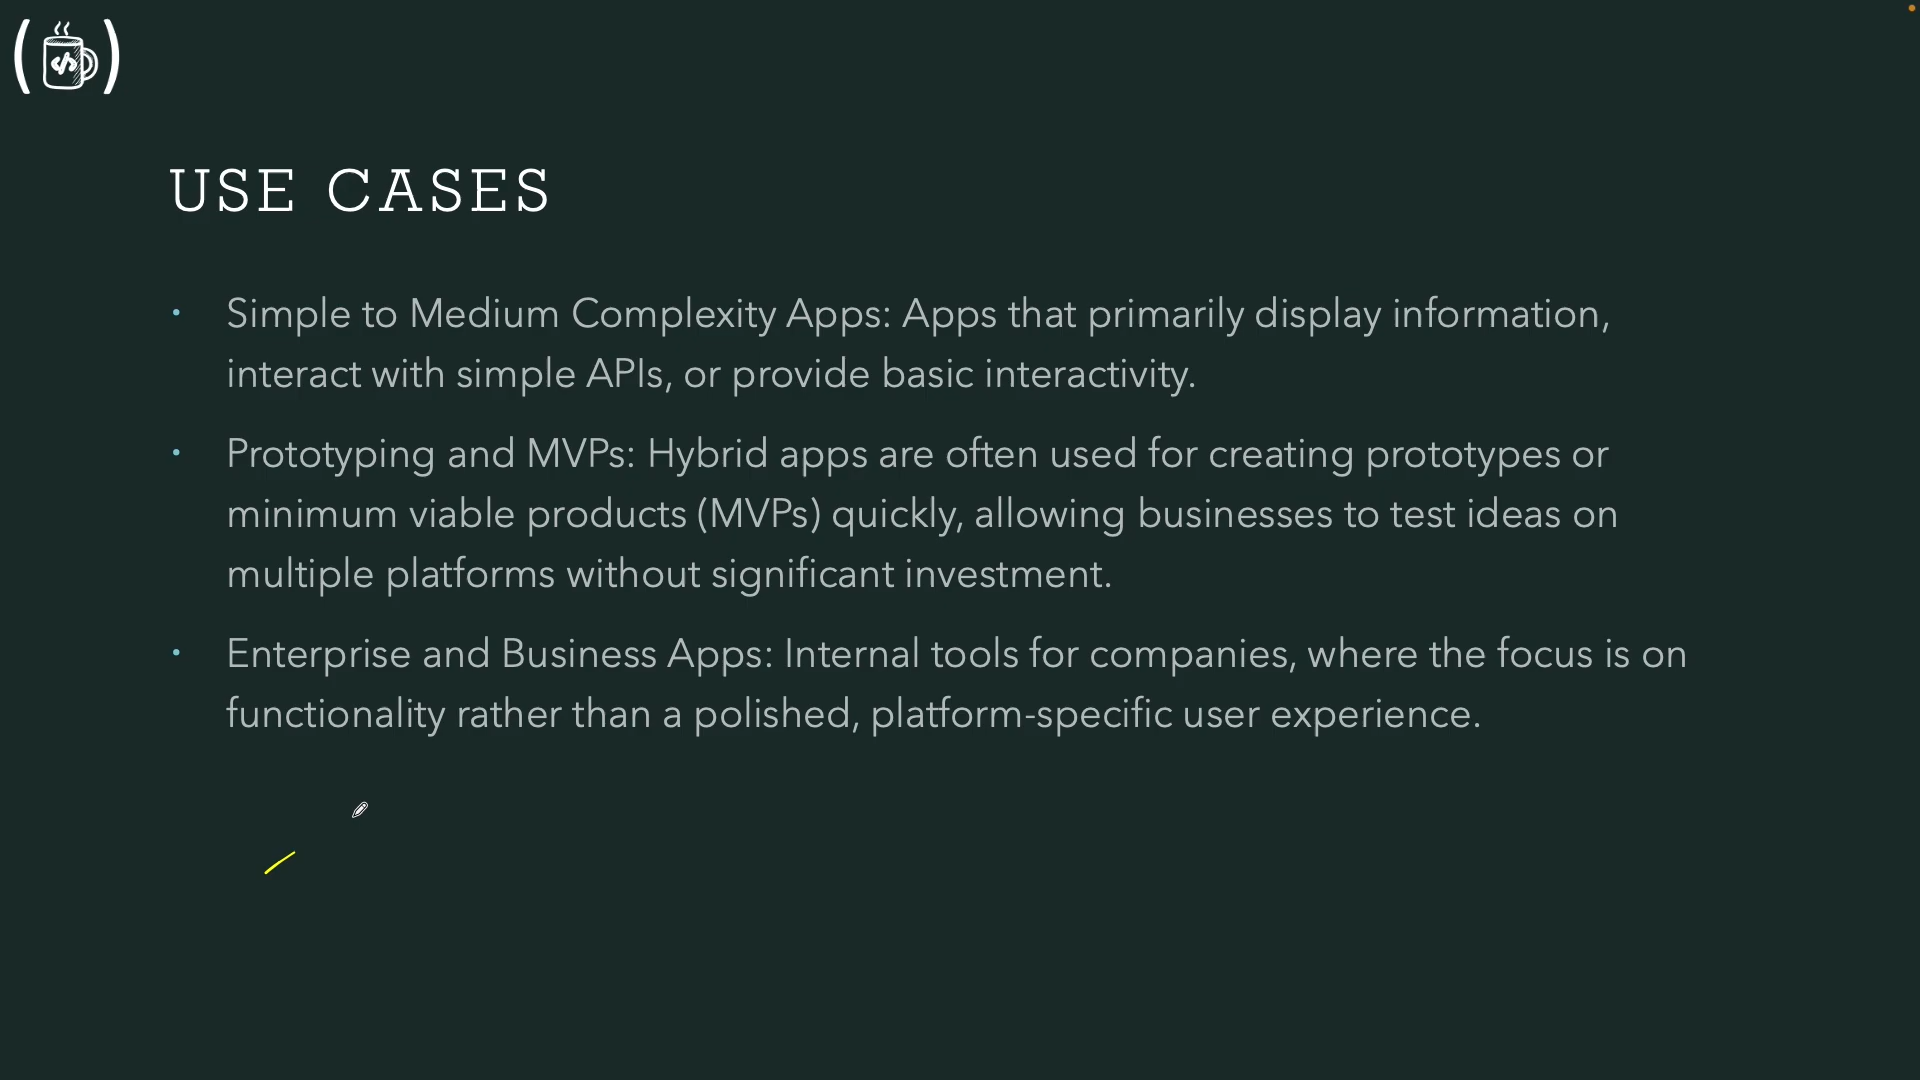 USE CASES
Simple to Medium Complexity Apps: Apps that primarily display information,
interact with simple APIs, or provide basic interactivity.
Prototyping and MVPs: Hybrid apps are often used for creating prototypes or
minimum viable products (MVPs) quickly, allowing businesses to test ideas on
multiple platforms without significant investment.
Enterprise and Business Apps: Internal tools for companies, where the focus is on
functionality rather than a polished, platform-specific user experience.